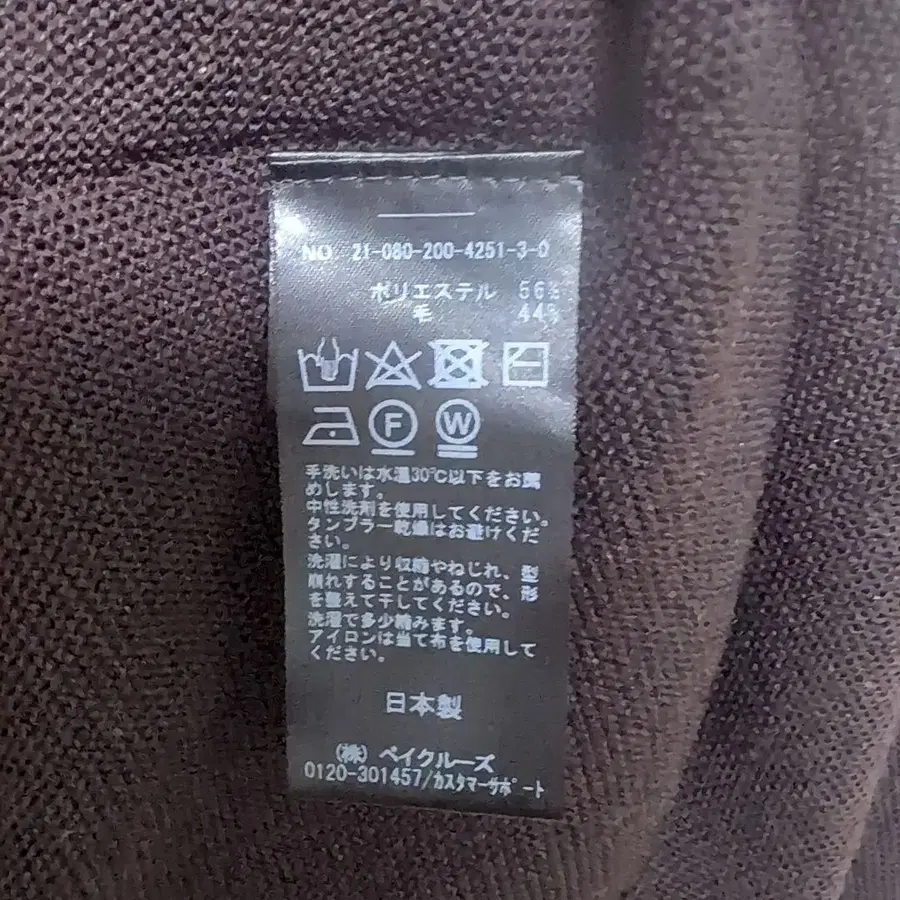 NO. 21-080-200-4251-3-0
ポリエステル 56%
毛 44%
F W
手洗いは水温30℃以下をお薦
めします。
中性洗剤を使用してください。
タンブラー乾燥はお避けくだ
さい。
洗濯により収縮やねじれ、型
崩れすることがあるので、形
を整えて干してください。
洗濯で多少縮みます。
アイロンは当て布を使用して
ください。
日本製
(株) ベイクルーズ
0120-301457/カスタマーサポート